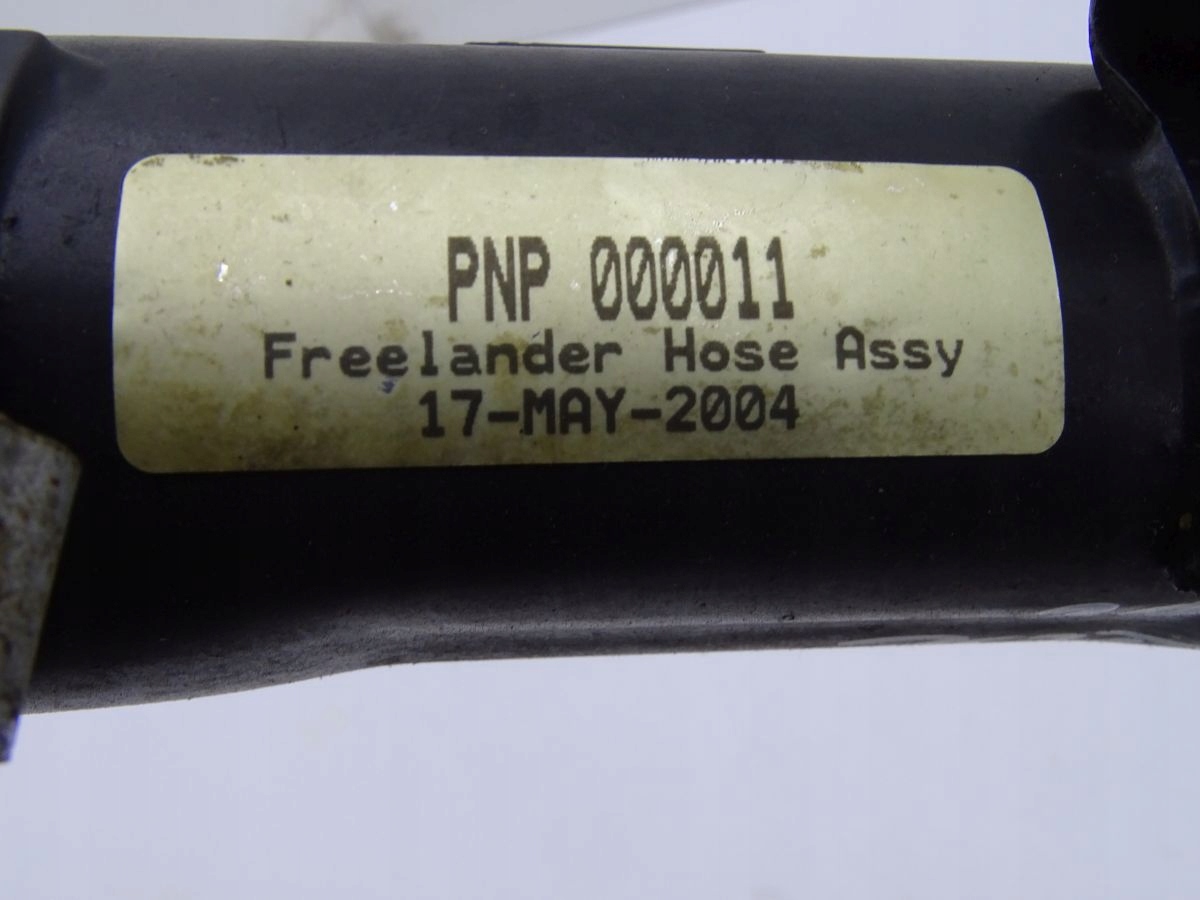 PNP 000011
Freelander Hose Assy
17-MAY-2004